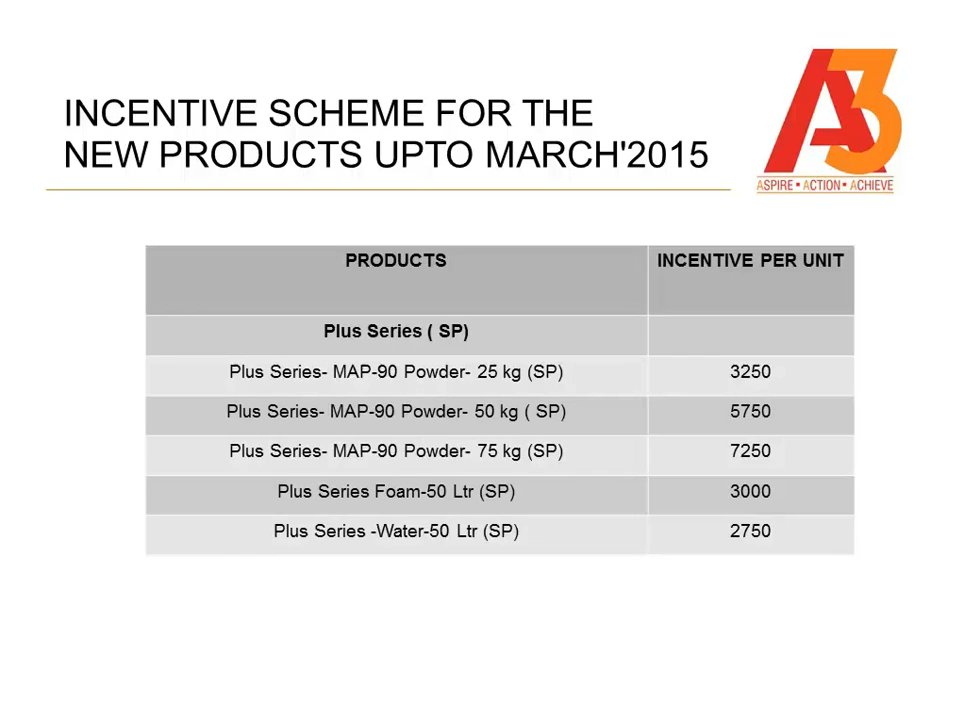 INCENTIVE SCHEME FOR THE
NEW PRODUCTS UPTO MARCH'2015
A3
ASPIRE ▪ ACTION ▪ ACHIEVE
PRODUCTS INCENTIVE PER UNIT
Plus Series ( SP)
Plus Series- MAP-90 Powder- 25 kg (SP) 3250
Plus Series- MAP-90 Powder- 50 kg ( SP) 5750
Plus Series- MAP-90 Powder- 75 kg (SP) 7250
Plus Series Foam-50 Ltr (SP) 3000
Plus Series -Water-50 Ltr (SP) 2750